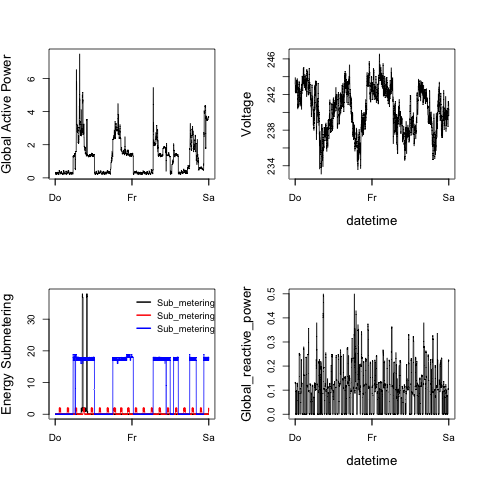 Global Active Power
0 2 4 6
Do Fr Sa
Voltage
234 238 242 246
Do Fr Sa
datetime
Energy Submetering
0 10 20 30
Sub_metering
Sub_metering
Sub_metering
Do Fr Sa
Global_reactive_power
0.0 0.1 0.2 0.3 0.4 0.5
Do Fr Sa
datetime